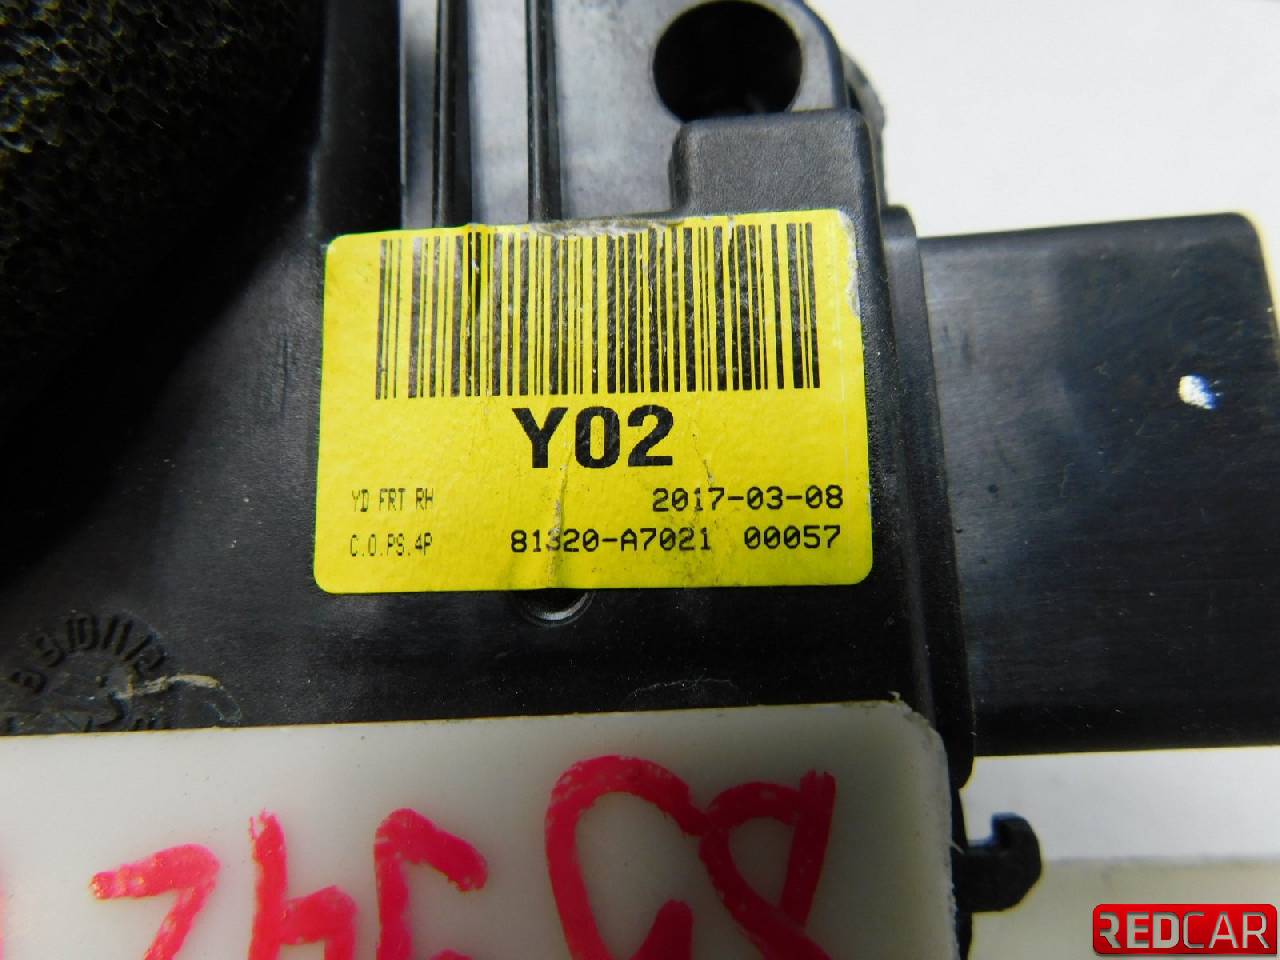 Y02
YD FRT RH 2017-03-08
C.O.PS.4P 81320-A7021 00057
REDCAR